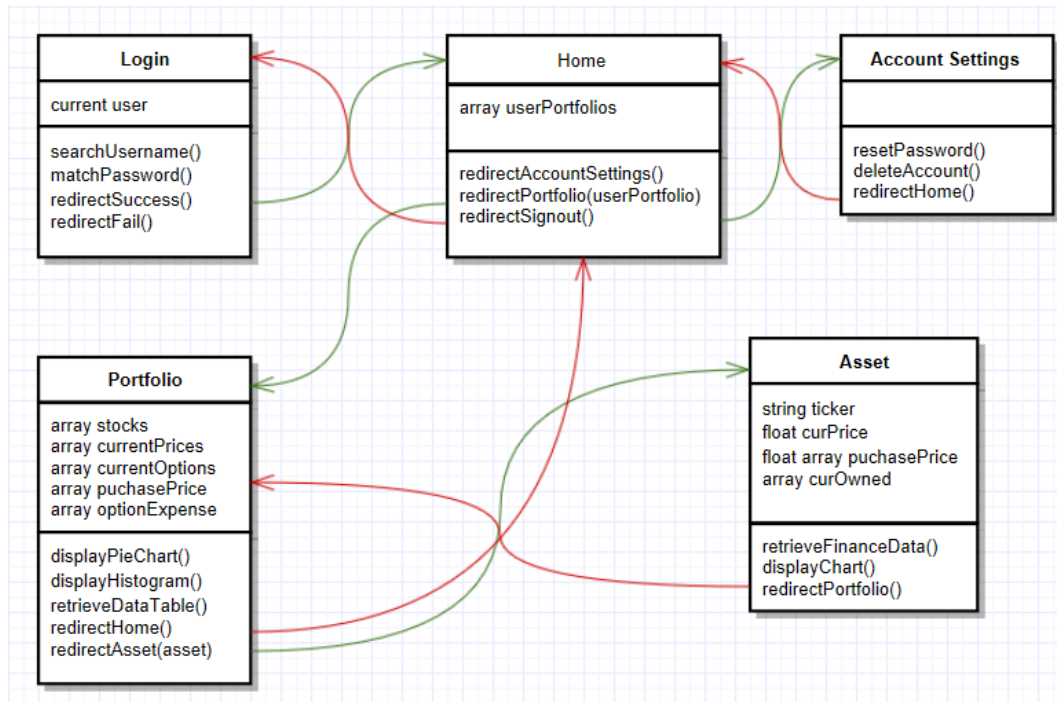 Login
current user
searchUsername()
matchPassword()
redirectSuccess()
redirectFail()
Home
array userPortfolios
redirectAccountSettings()
redirectPortfolio(userPortfolio)
redirectSignout()
Account Settings
resetPassword()
deleteAccount()
redirectHome()
Portfolio
array stocks
array currentPrices
array currentOptions
array puchasePrice
array optionExpense
displayPieChart()
displayHistogram()
retrieveDataTable()
redirectHome()
redirectAsset(asset)
Asset
string ticker
float curPrice
float array puchasePrice
array curOwned
retrieveFinanceData()
displayChart()
redirectPortfolio()